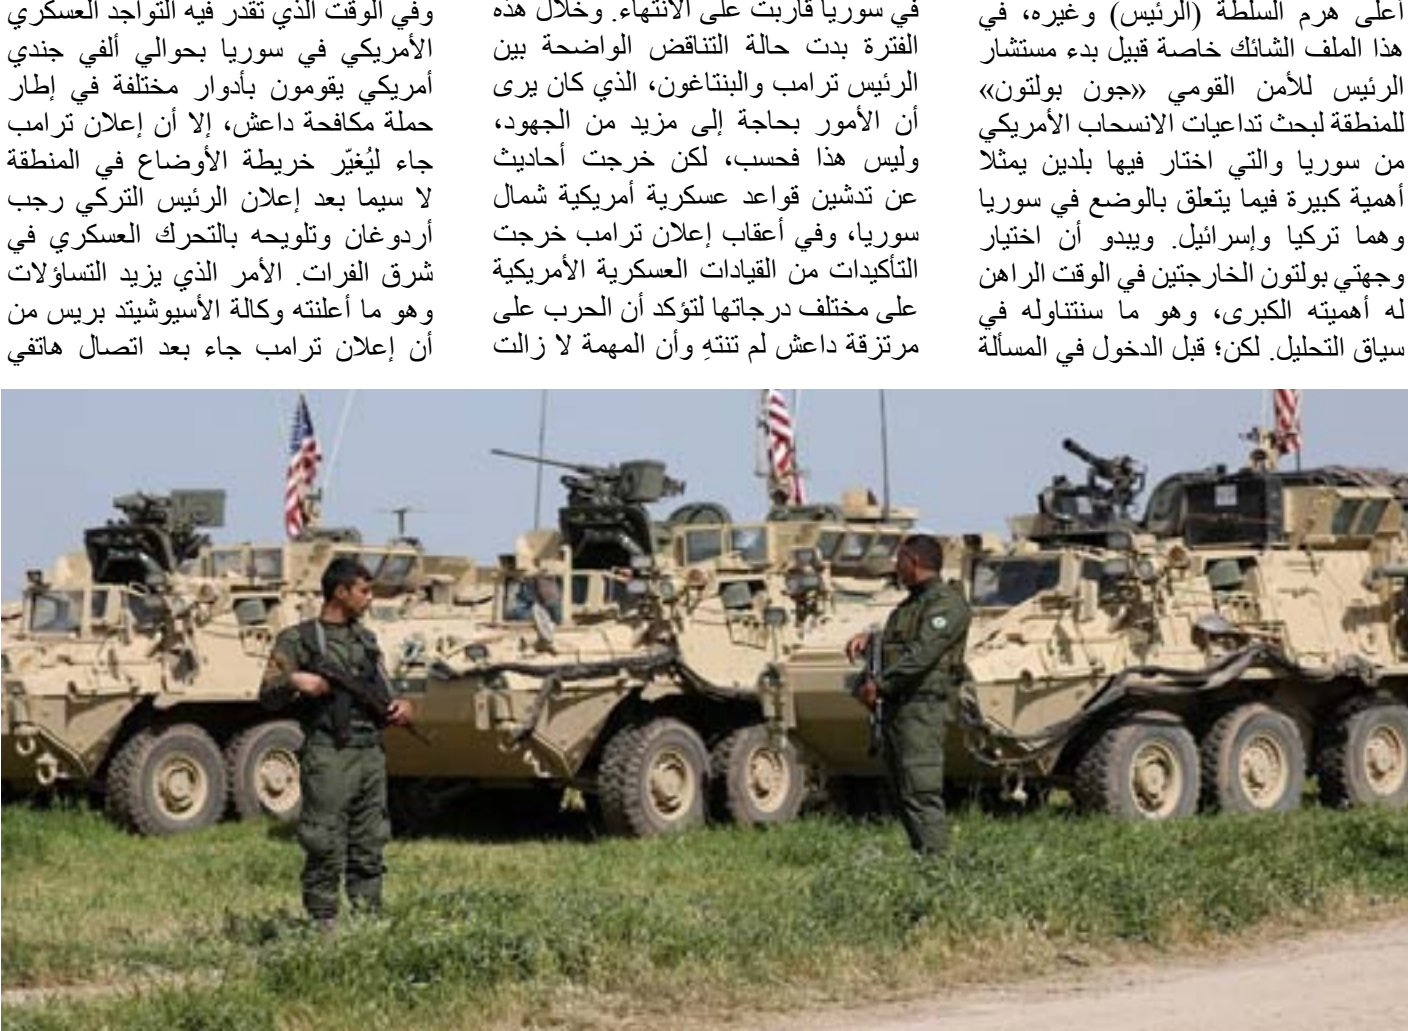 أعلى هرم السلطة (الرئيس) وغيره، في
هذا الملف الشائك خاصة قبيل بدء مستشار
الرئيس للأمن القومي «جون بولتون»
للمنطقة لبحث تداعيات الانسحاب الأمريكي
من سوريا والتي اختار فيها بلدين يمثلا
أهمية كبيرة فيما يتعلق بالوضع في سوريا
وهما تركيا وإسرائيل. ويبدو أن اختيار
وجهتي بولتون الخارجتين في الوقت الراهن
له أهميته الكبرى، وهو ما سنتناوله في
سياق التحليل. لكن؛ قبل الدخول في المسألة
في سوريا قاربت على الانتهاء. وخلال هذه
الفترة بدت حالة التناقض الواضحة بين
الرئيس ترامب والبنتاغون، الذي كان يرى
أن الأمور بحاجة إلى مزيد من الجهود،
وليس هذا فحسب، لكن خرجت أحاديث
عن تدشين قواعد عسكرية أمريكية شمال
سوريا، وفي أعقاب إعلان ترامب خرجت
التأكيدات من القيادات العسكرية الأمريكية
على مختلف درجاتها لتؤكد أن الحرب على
مرتزقة داعش لم تنتهِ وأن المهمة لا زالت
وفي الوقت الذي تقدر فيه التواجد العسكري
الأمريكي في سوريا بحوالي ألفي جندي
أمريكي يقومون بأدوار مختلفة في إطار
حملة مكافحة داعش، إلا أن إعلان ترامب
جاء ليُغيّر خريطة الأوضاع في المنطقة
لا سيما بعد إعلان الرئيس التركي رجب
أردوغان وتلويحه بالتحرك العسكري في
شرق الفرات. الأمر الذي يزيد التساؤلات
وهو ما أعلنته وكالة الأسيوشيتد بريس من
أن إعلان ترامب جاء بعد اتصال هاتفي